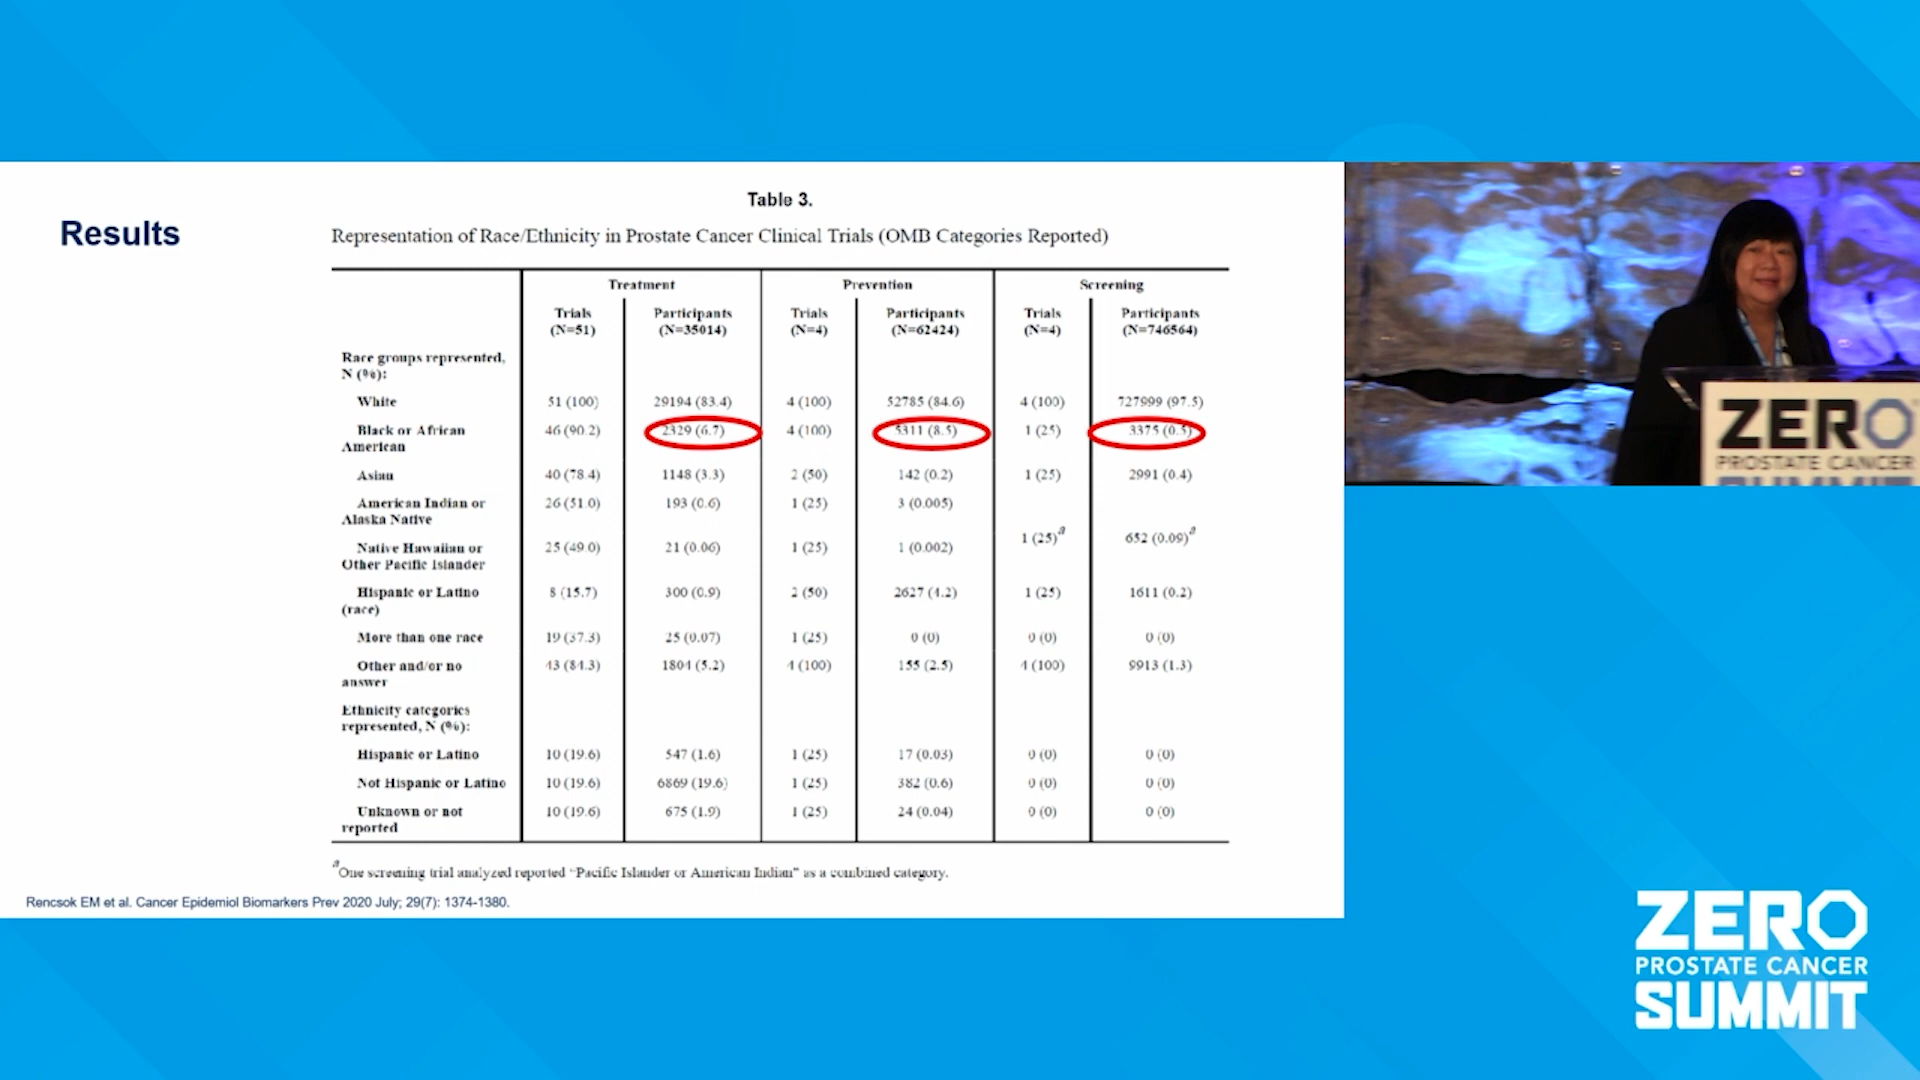 Results
Table 3.
Representation of Race/Ethnicity in Prostate Cancer Clinical Trials (OMB Categories Reported)
Treatment Prevention Screening
Trials (N=51) Participants (N=35014) Trials (N=4) Participants (N=62424) Trials (N=4) Participants (N=746564)
Race groups represented, N (%):
White 51 (100) 29194 (83.4) 4 (100) 52785 (84.6) 4 (100) 727999 (97.5)
Black or African American 46 (90.2) 2329 (6.7) 4 (100) 5311 (8.5) 1 (25) 3375 (0.5)
Asian 40 (78.4) 1148 (3.3) 2 (50) 142 (0.2) 1 (25) 2991 (0.4)
American Indian or Alaska Native 26 (51.0) 193 (0.6) 1 (25) 3 (0.005)
1 (25)a 652 (0.09)a
Native Hawaiian or Other Pacific Islander 25 (49.0) 21 (0.06) 1 (25) 1 (0.002)
Hispanic or Latino (race) 8 (15.7) 300 (0.9) 2 (50) 2627 (4.2) 1 (25) 1611 (0.2)
More than one race 19 (37.3) 25 (0.07) 1 (25) 0 (0) 0 (0) 0 (0)
Other and/or no answer 43 (84.3) 1804 (5.2) 4 (100) 155 (2.5) 4 (100) 9913 (1.3)
Ethnicity categories represented, N (%):
Hispanic or Latino 10 (19.6) 547 (1.6) 1 (25) 17 (0.03) 0 (0) 0 (0)
Not Hispanic or Latino 10 (19.6) 6869 (19.6) 1 (25) 382 (0.6) 0 (0) 0 (0)
Unknown or not reported 10 (19.6) 675 (1.9) 1 (25) 24 (0.04) 0 (0) 0 (0)
aOne screening trial analyzed reported "Pacific Islander or American Indian" as a combined category.
Rencsok EM et al. Cancer Epidemiol Biomarkers Prev 2020 July; 29(7): 1374-1380.
ZERO
PROSTATE CANCER
SUMMIT
ZERO
PROSTATE CANCER
SUMMIT